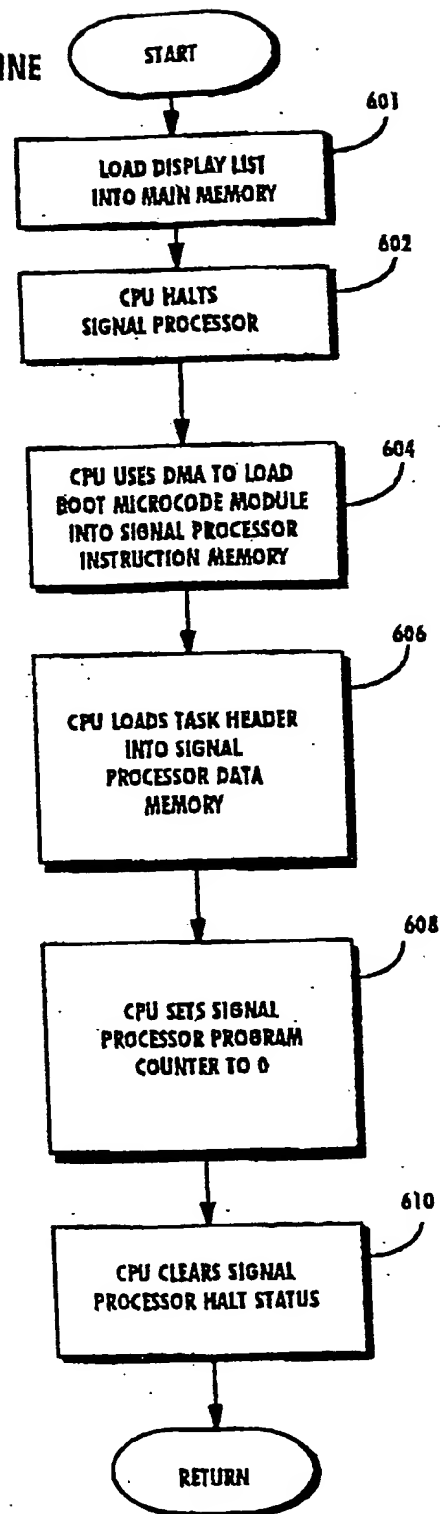 INE
START
601
LOAD DISPLAY LIST
INTO MAIN MEMORY
602
CPU HALTS
SIGNAL PROCESSOR
604
CPU USES DMA TO LOAD
BOOT MICROCODE MODULE
INTO SIGNAL PROCESSOR
INSTRUCTION MEMORY
606
CPU LOADS TASK HEADER
INTO SIGNAL
PROCESSOR DATA
MEMORY
608
CPU SETS SIGNAL
PROCESSOR PROGRAM
COUNTER TO 0
610
CPU CLEARS SIGNAL
PROCESSOR HALT STATUS
RETURN